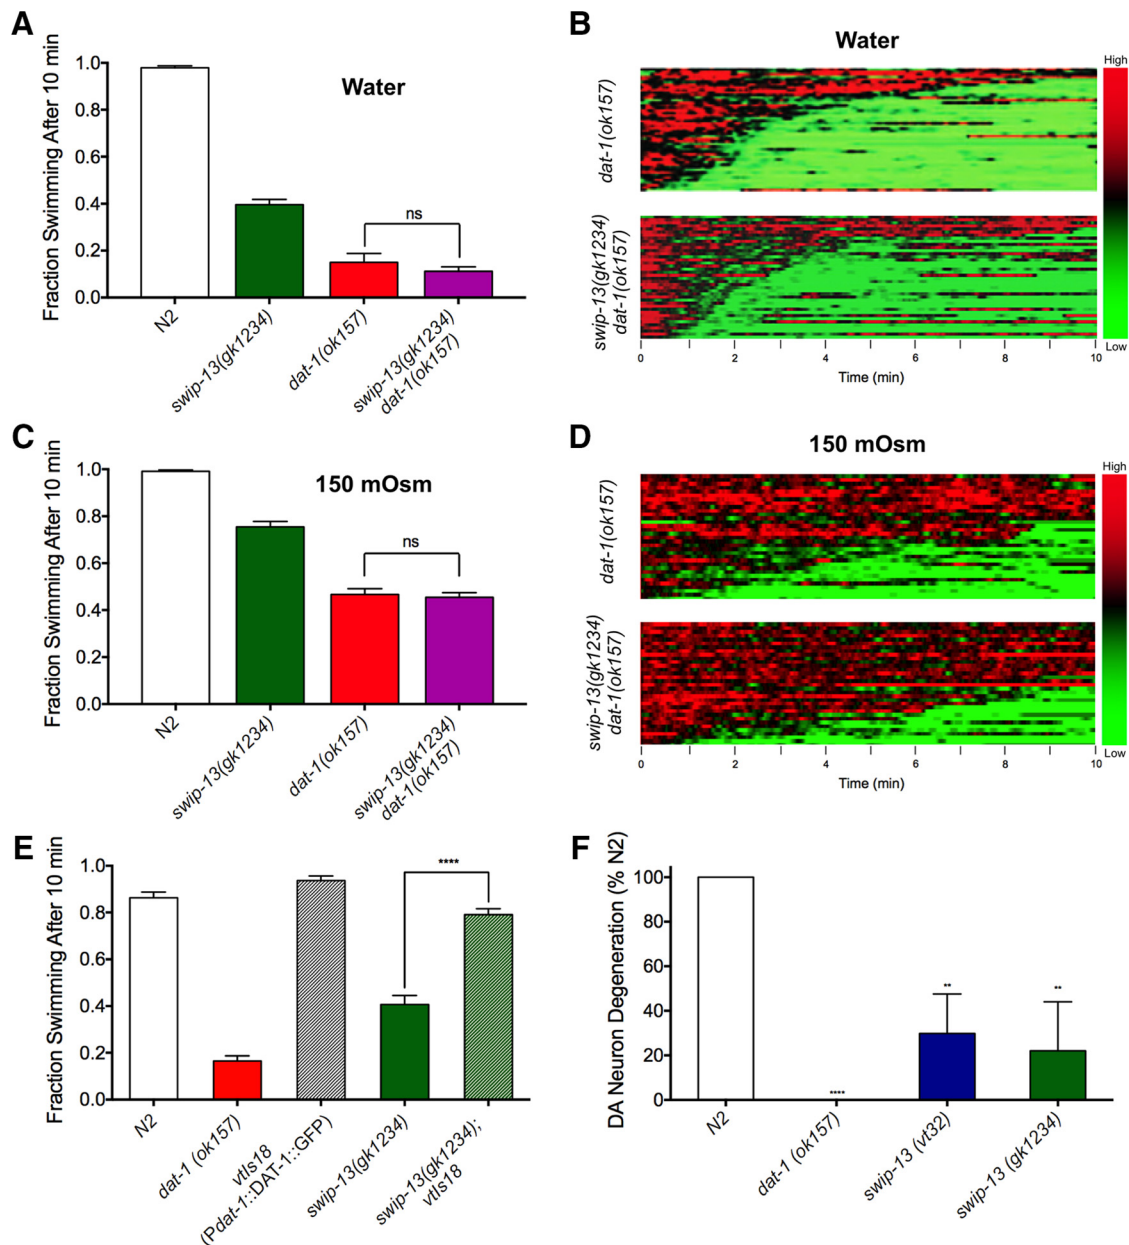 A
Fraction Swimming After 10 min
1.0
0.8
0.6
0.4
0.2
0.0
Water
ns
N2
swip-13(gk1234)
dat-1(ok157)
swip-13(gk1234)
dat-1(ok157)
B
Water
dat-1(ok157)
swip-13(gk1234)
dat-1(ok157)
0
2
4
6
8
10
Time (min)
High
Low
C
Fraction Swimming After 10 min
1.0
0.8
0.6
0.4
0.2
0.0
150 mOsm
ns
N2
swip-13(gk1234)
dat-1(ok157)
swip-13(gk1234)
dat-1(ok157)
D
150 mOsm
dat-1(ok157)
swip-13(gk1234)
dat-1(ok157)
0
2
4
6
8
10
Time (min)
High
Low
E
Fraction Swimming After 10 min
1.0
0.8
0.6
0.4
0.2
0.0
****
N2
dat-1 (ok157)
vtIs18
(Pdat-1::DAT-1::GFP)
swip-13(gk1234)
swip-13(gk1234);
vtIs18
F
DA Neuron Degeneration (% N2)
100
80
60
40
20
0
****
**
**
N2
dat-1 (ok157)
swip-13 (vt32)
swip-13 (gk1234)